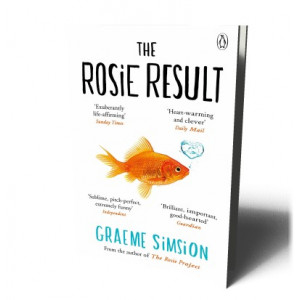 THE
ROSiE RESULT
'Exuberantly
life-affirming'
Sunday Times
'Heart-warming
and clever'
Daily Mail
'Sublime, pitch-perfect,
extremely funny'
Independent
'Brilliant, important,
good-hearted'
Guardian
GRAEME SiMSiON
From the author of The Rosie Project